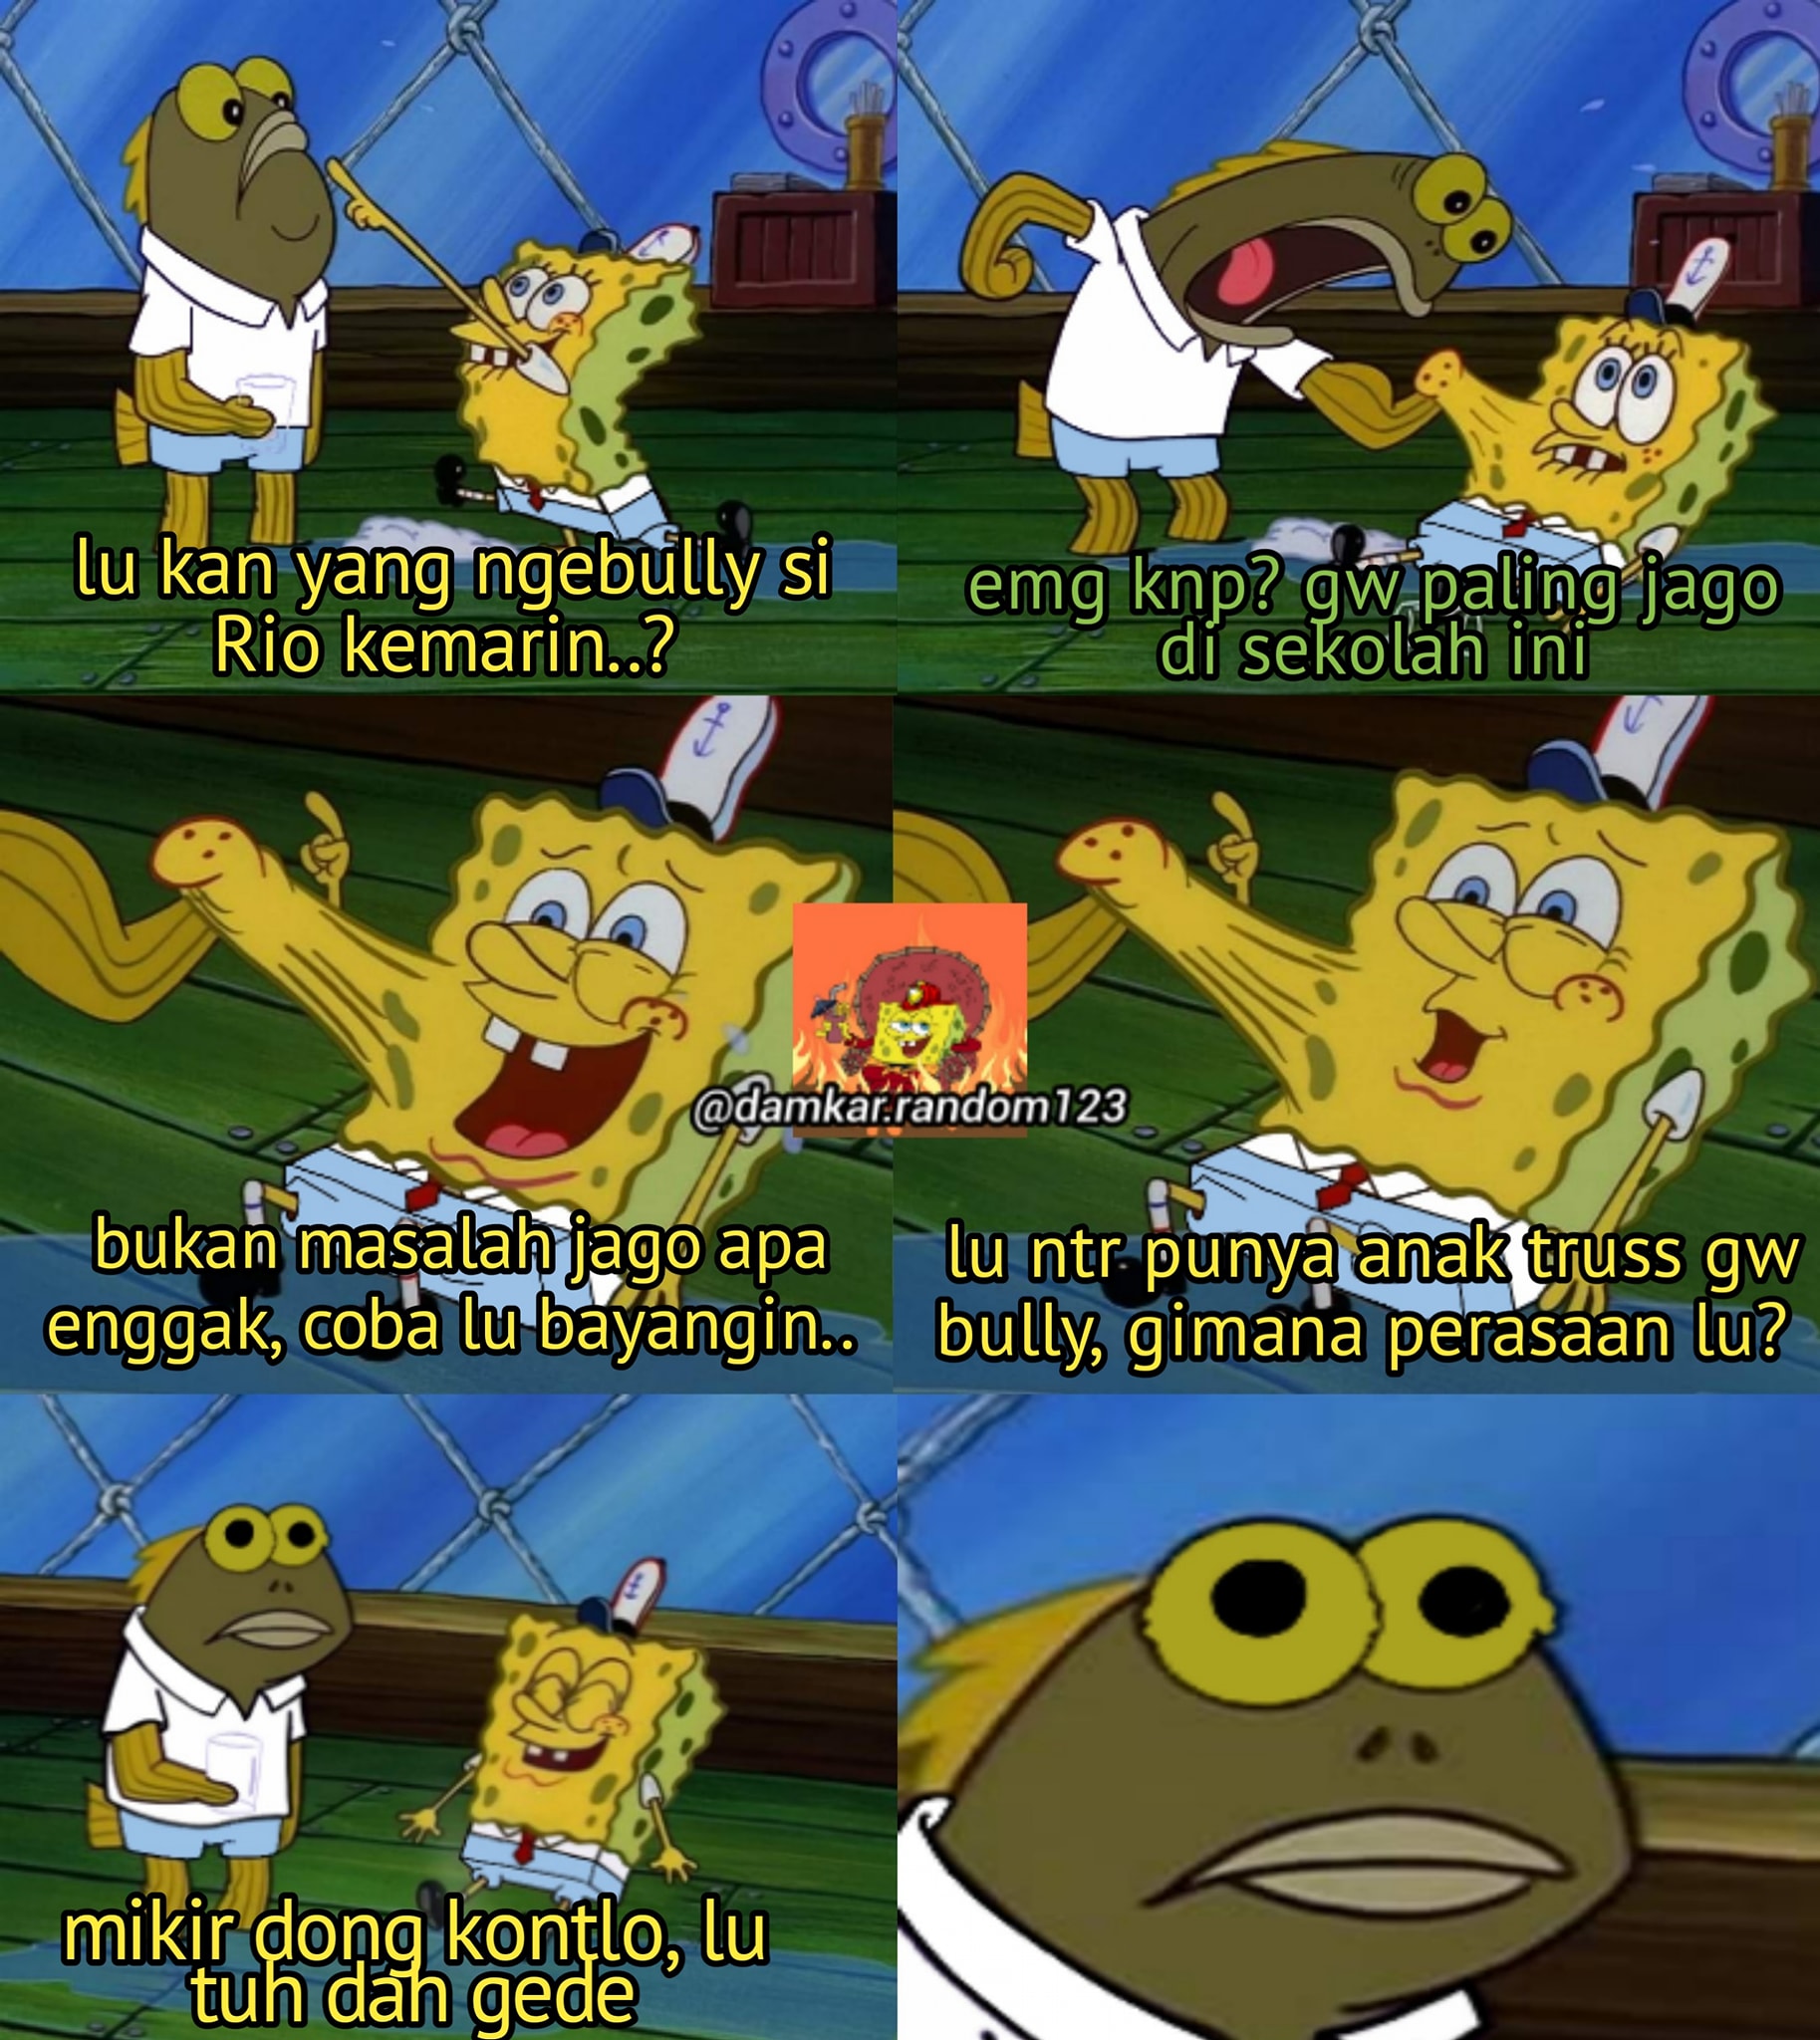 lu kan yang ngebully si
Rio kemarin..?
emg knp? gw paling jago
di sekolah ini
bukan masalah jago apa
enggak, coba lu bayangin..
lu ntr punya anak truss gw
bully, gimana perasaan lu?
@damkar.random123
mikir dong kontlo, lu
tuh dah gede